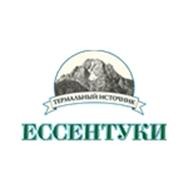 ТЕРМАЛЬНЫЙ ИСТОЧНИК
ЕССЕНТУКИ